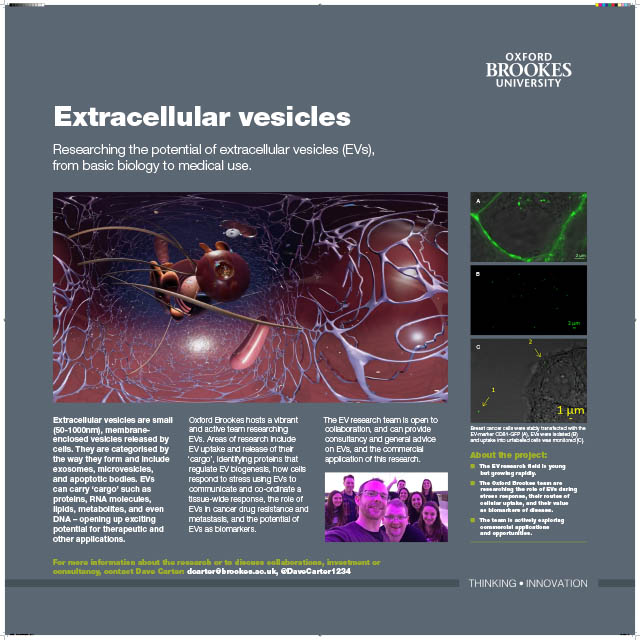 OXFORD
BROOKES
UNIVERSITY
Extracellular vesicles
Researching the potential of extracellular vesicles (EVs),
from basic biology to medical use.
A
2 µm
B
2 µm
C
2
1
1 µm
Breast cancer cells were stably transfected with the
EV marker CD81-GFP (A), EVs were isolated (B)
and uptake into unlabelled cells was monitored (C).
Extracellular vesicles are small
(50-1000nm), membrane-
enclosed vesicles released by
cells. They are categorised by
the way they form and include
exosomes, microvesicles,
and apoptotic bodies. EVs
can carry ‘cargo’ such as
proteins, RNA molecules,
lipids, metabolites, and even
DNA – opening up exciting
potential for therapeutic and
other applications.
Oxford Brookes hosts a vibrant
and active team researching
EVs. Areas of research include
EV uptake and release of their
‘cargo’, identifying proteins that
regulate EV biogenesis, how cells
respond to stress using EVs to
communicate and co-ordinate a
tissue-wide response, the role of
EVs in cancer drug resistance and
metastasis, and the potential of
EVs as biomarkers.
The EV research team is open to
collaboration, and can provide
consultancy and general advice
on EVs, and the commercial
application of this research.
About the project:
The EV research field is young
but growing rapidly.
The Oxford Brookes team are
researching the role of EVs during
stress response, their routes of
cellular uptake, and their value
as biomarkers of disease.
The team is actively exploring
commercial applications
and opportunities.
For more information about the research or to discuss collaborations, investment or
consultancy, contact Dave Carter: dcarter@brookes.ac.uk, @DaveCarter1234
THINKING • INNOVATION